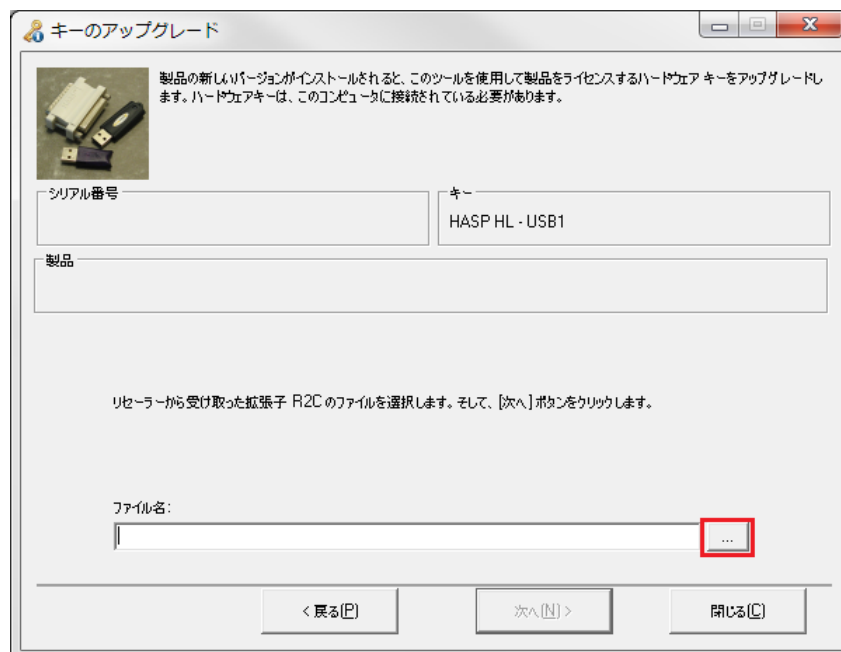 キーのアップグレード
製品の新しいバージョンがインストールされると、このツールを使用して製品をライセンスするハードウェア キーをアップグレードし
ます。ハードウェアキーは、このコンピュータに接続されている必要があります。
シリアル番号
キー
HASP HL - USB1
製品
リセーラーから受け取った拡張子 R2C のファイルを選択します。そして、[次へ] ボタンをクリックします。
ファイル名:
...
< 戻る(P)
次へ(N) >
閉じる(C)